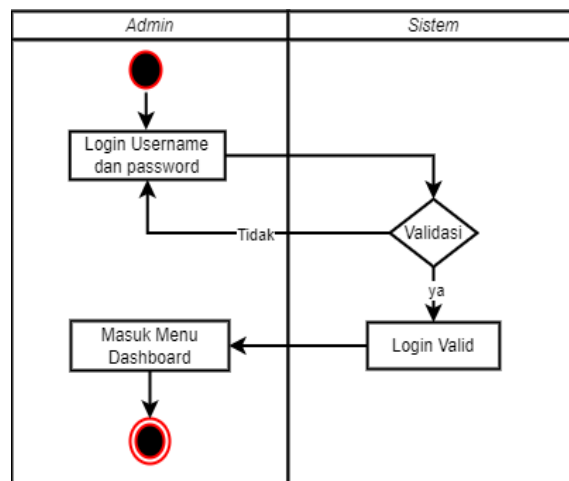 Admin
Sistem
Login Username
dan password
Validasi
Tidak
ya
Masuk Menu
Dashboard
Login Valid